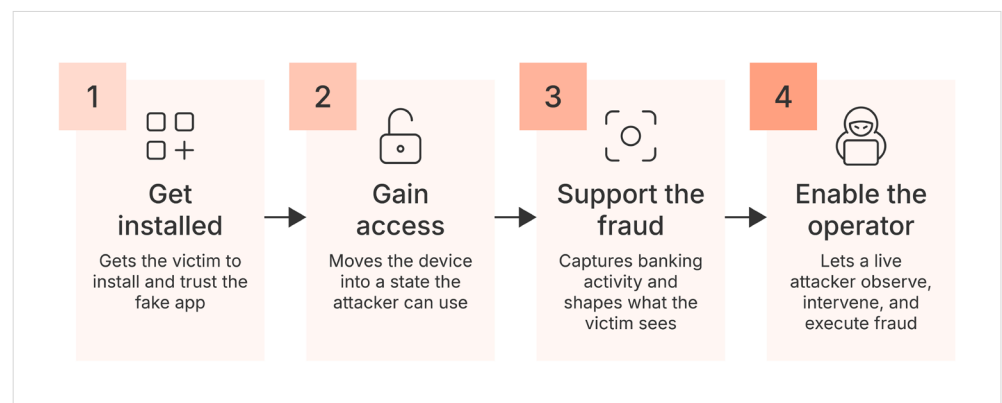 1
Get
installed
Gets the victim to
install and trust the
fake app
2
Gain
access
Moves the device
into a state the
attacker can use
3
Support the
fraud
Captures banking
activity and
shapes what the
victim sees
4
Enable the
operator
Lets a live
attacker observe,
intervene, and
execute fraud